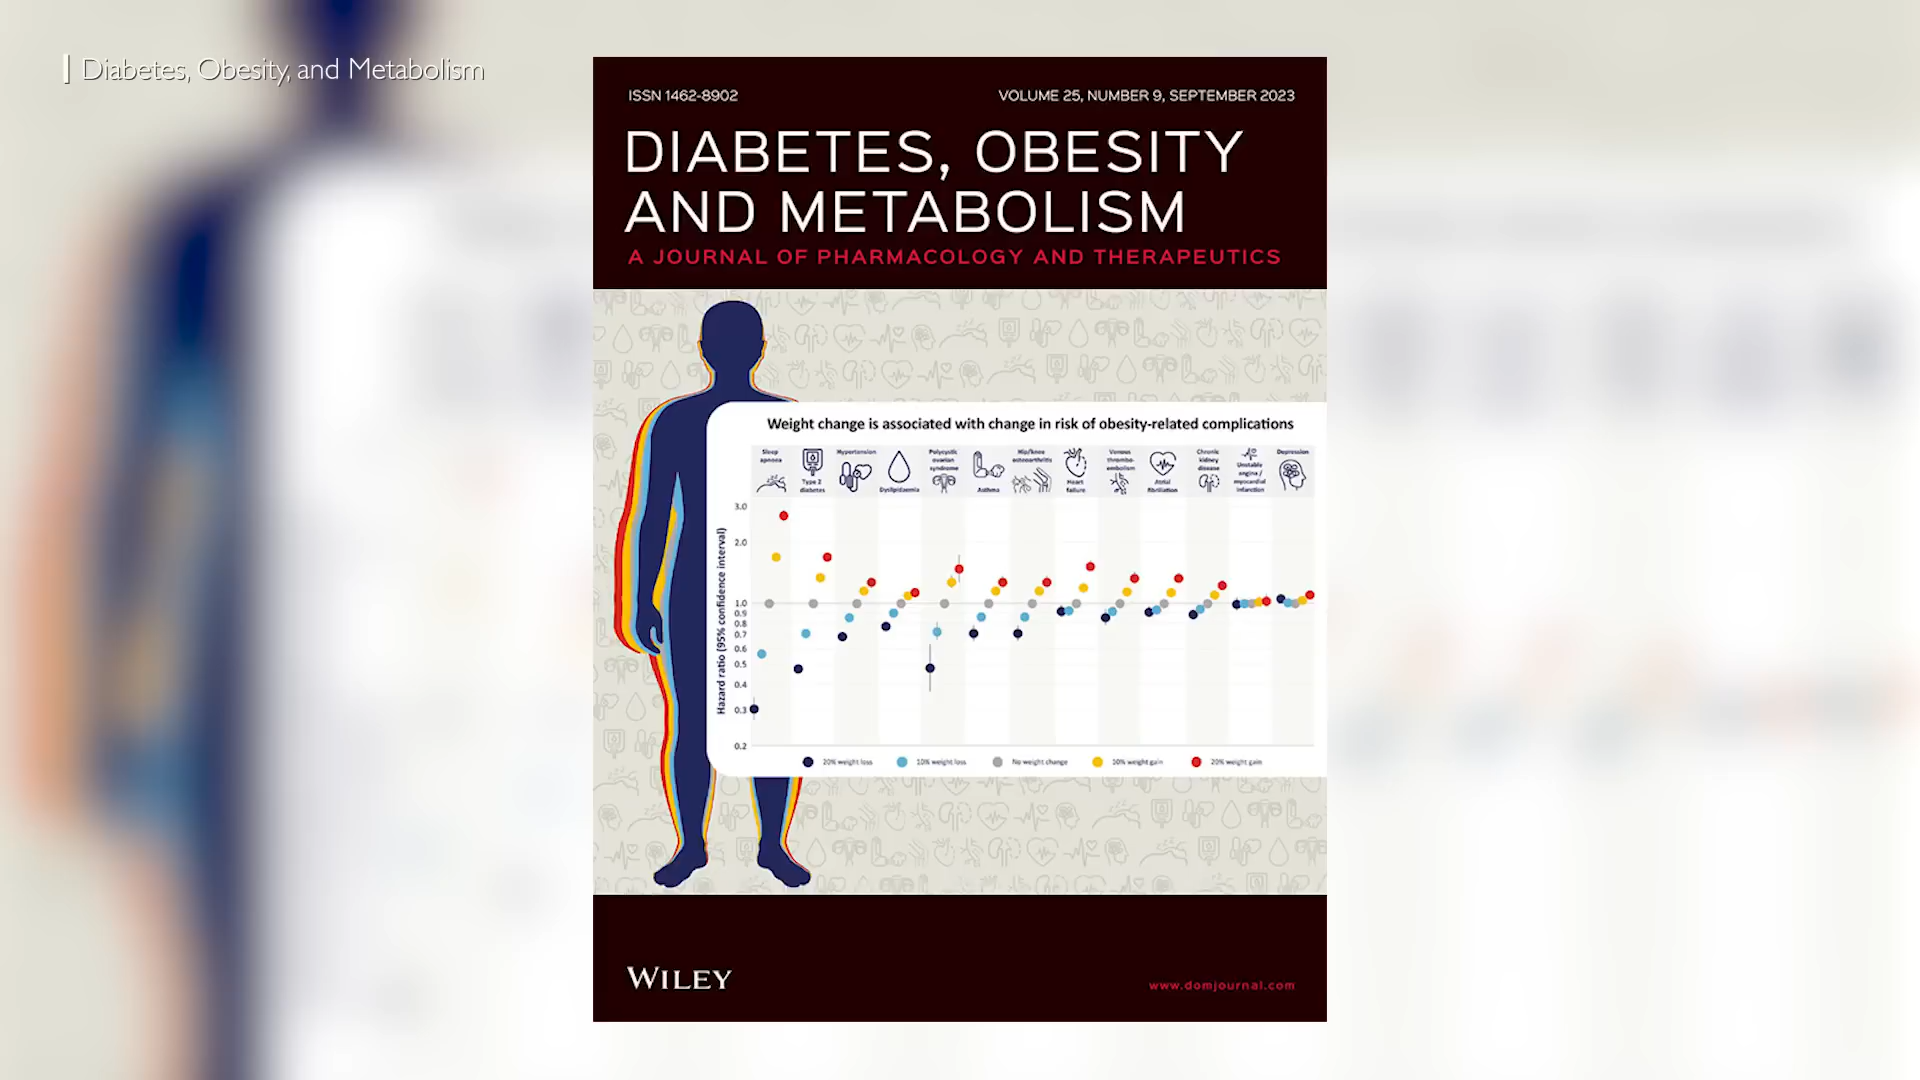 Diabetes, Obesity, and Metabolism
ISSN 1462-8902
VOLUME 25, NUMBER 9, SEPTEMBER 2023
DIABETES, OBESITY
AND METABOLISM
A JOURNAL OF PHARMACOLOGY AND THERAPEUTICS
Weight change is associated with change in risk of obesity-related complications
Sleep
apnoea
Type 2
diabetes
Hypertension
Dyslipidaemia
Polycystic
ovarian
syndrome
Asthma
Hip/knee
osteoarthritis
Heart
failure
Venous
thrombo-
embolism
Atrial
fibrillation
Chronic
kidney
disease
Unstable
angina /
myocardial
infarction
Depression
Hazard ratio (95% confidence interval)
3.0
2.0
1.0
0.9
0.8
0.7
0.6
0.5
0.4
0.3
0.2
20% weight loss
10% weight loss
No weight change
10% weight gain
20% weight gain
WILEY
www.domjournal.com